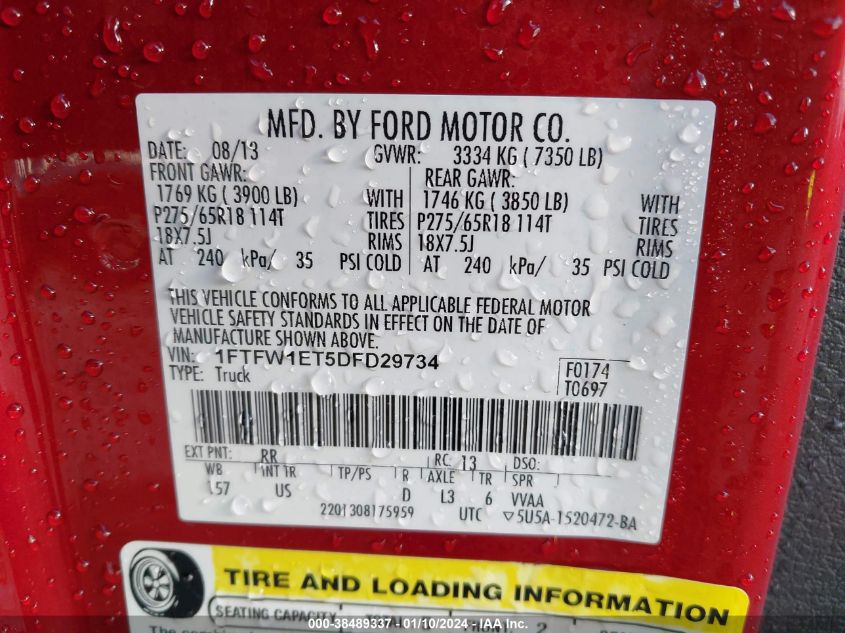 MFD. BY FORD MOTOR CO.
DATE: 08/13 GVWR: 3334 KG ( 7350 LB)
FRONT GAWR: REAR GAWR:
1769 KG ( 3900 LB) WITH 1746 KG ( 3850 LB) WITH
P275/65R18 114T TIRES P275/65R18 114T TIRES
18X7.5J RIMS 18X7.5J RIMS
AT 240 kPa/ 35 PSI COLD AT 240 kPa/ 35 PSI COLD
THIS VEHICLE CONFORMS TO ALL APPLICABLE FEDERAL MOTOR
VEHICLE SAFETY STANDARDS IN EFFECT ON THE DATE OF
MANUFACTURE SHOWN ABOVE.
VIN: 1FTFW1ET5DFD29734 F0174
TYPE: Truck T0697
EXT PNT: RR RC: 13 DSO:
WB INT TR TP/PS R AXLE TR SPR
157 US D L3 6 VVAA
2201308175959 UTC ▽5U5A-1520472-BA
TIRE AND LOADING INFORMATION
SEATING CAPACITY 2
000-38489337 - 01/10/2024 - IAA Inc.